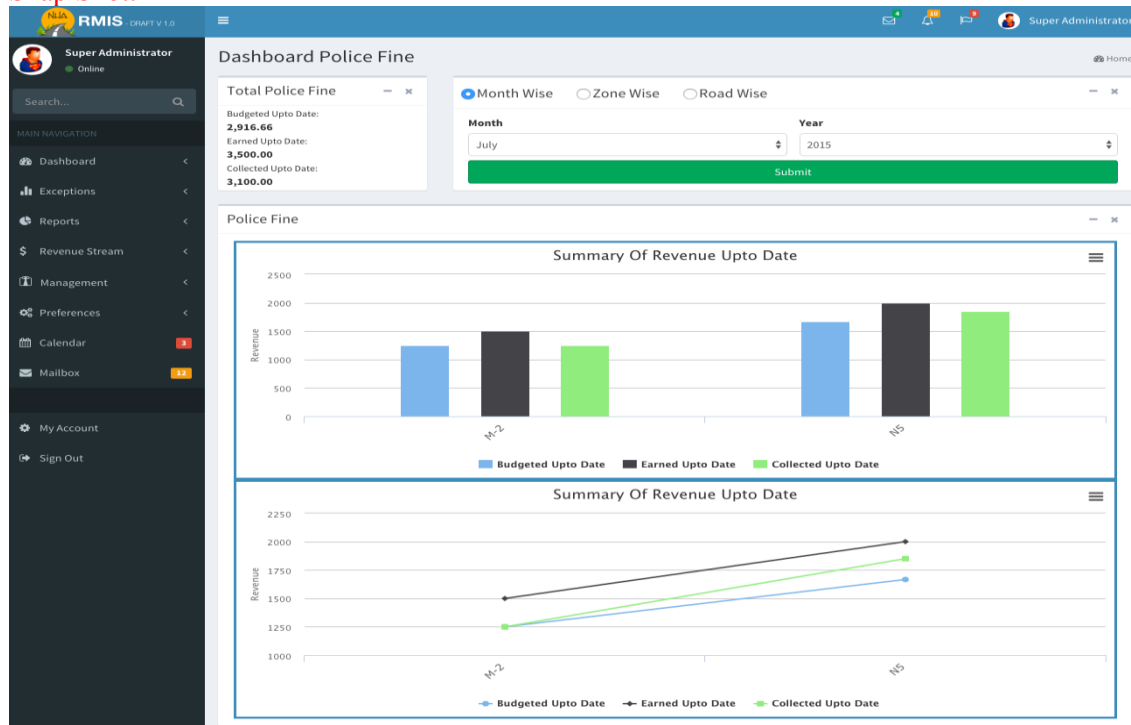 NHA RMIS - DRAFT V 1.0
10
9
Super Administrator
Super Administrator
Online
Search...
MAIN NAVIGATION
Dashboard
Exceptions
Reports
$ Revenue Stream
Management
Preferences
Calendar 3
Mailbox 12
My Account
Sign Out
Dashboard Police Fine
Home
Total Police Fine
Budgeted Upto Date:
2,916.66
Earned Upto Date:
3,500.00
Collected Upto Date:
3,100.00
Month Wise Zone Wise Road Wise
Month Year
July 2015
Submit
Police Fine
Summary Of Revenue Upto Date
2500
2000
1500
1000
500
0
Revenue
M-2 N5
Budgeted Upto Date Earned Upto Date Collected Upto Date
Summary Of Revenue Upto Date
2250
2000
1750
1500
1250
1000
Revenue
M-2 N5
Budgeted Upto Date Earned Upto Date Collected Upto Date